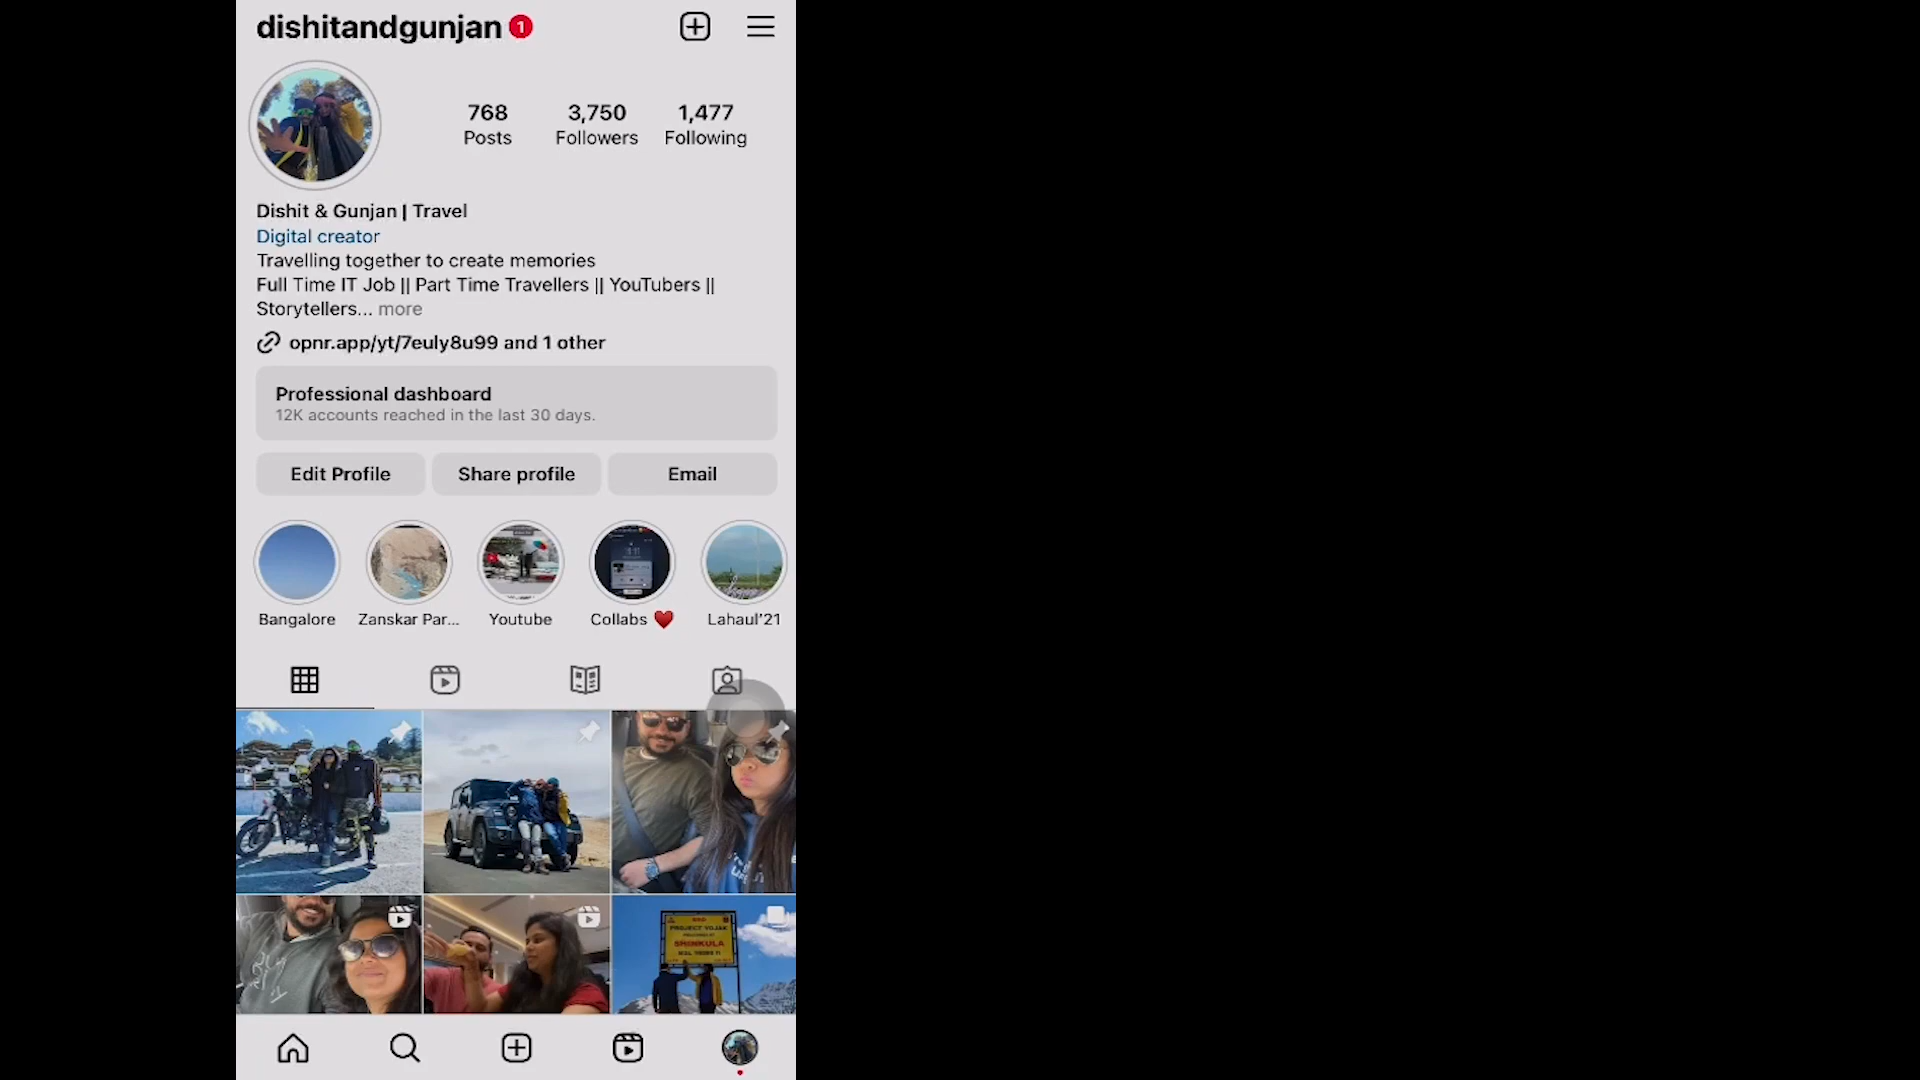 dishitandgunjan 1
768 3,750 1,477
Posts Followers Following
Dishit & Gunjan | Travel
Digital creator
Travelling together to create memories
Full Time IT Job || Part Time Travellers || YouTubers ||
Storytellers... more
opnr.app/yt/7euly8u99 and 1 other
Professional dashboard
12K accounts reached in the last 30 days.
Edit Profile Share profile Email
Bangalore Zanskar Par... Youtube Collabs ❤️ Lahaul'21
PROJECT YOJAK
SHINKULA